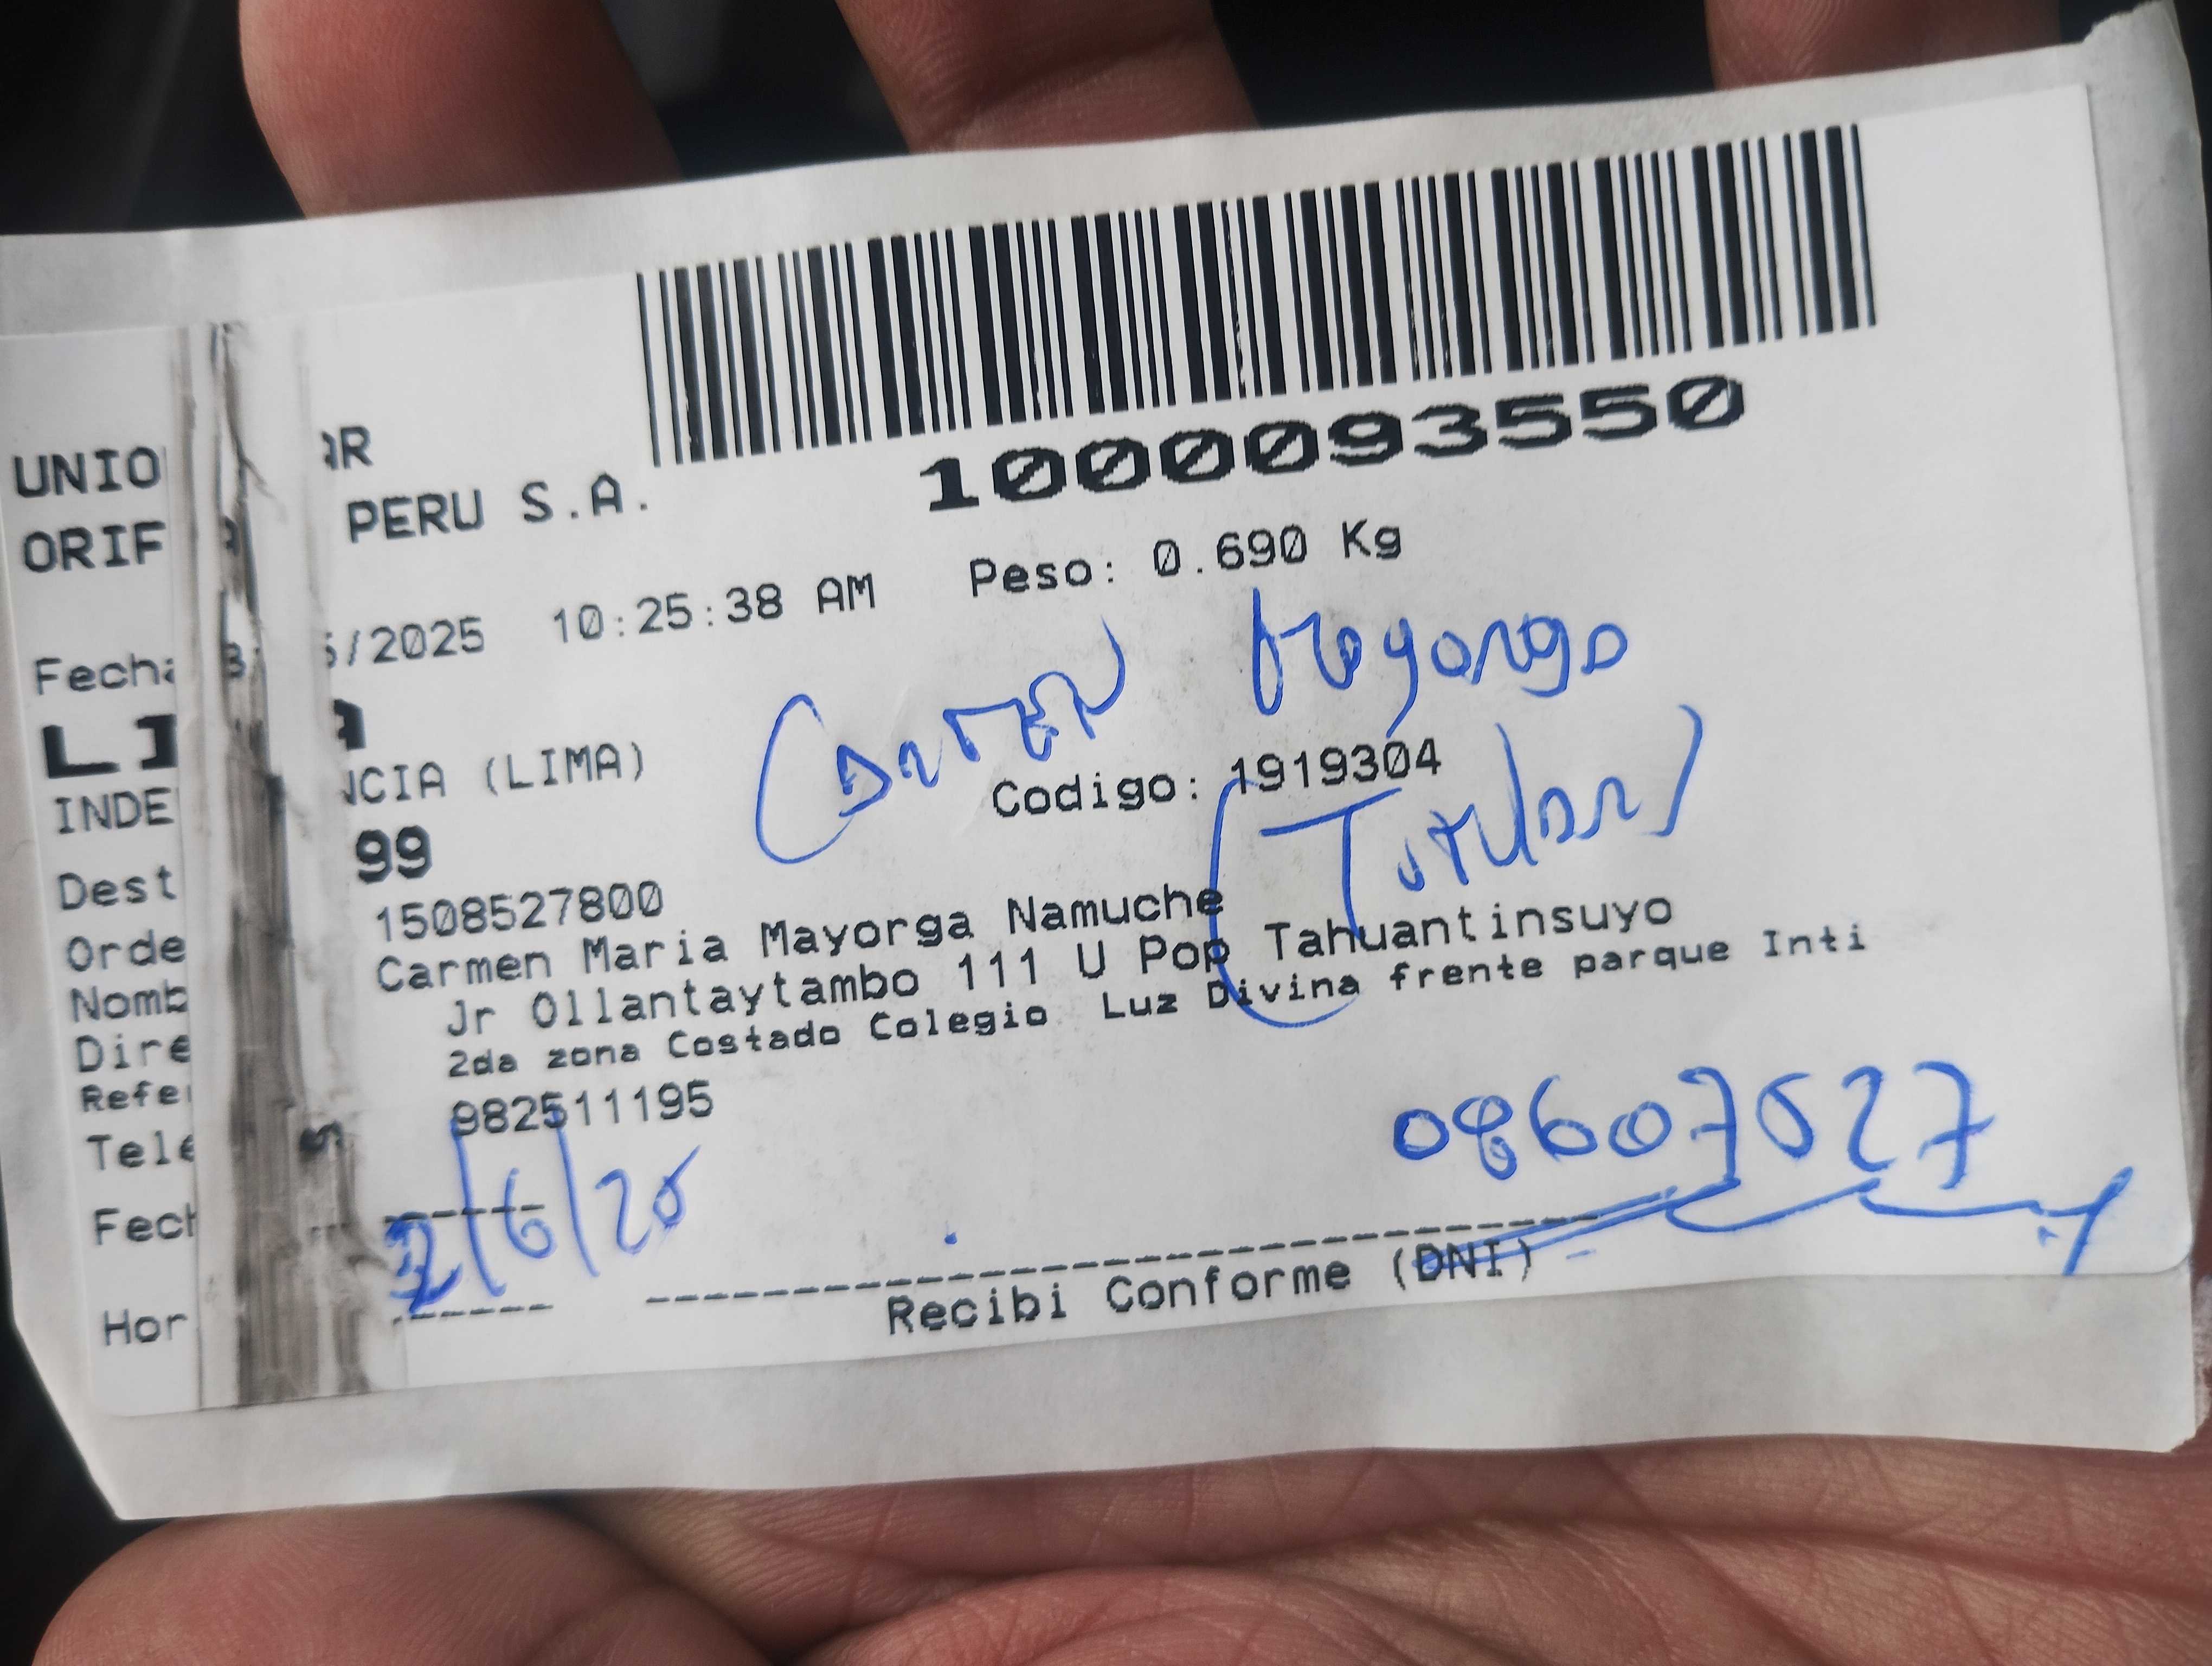 1000093550
UNIO AR
ORIF PERU S.A.
Fecha 5/2025 10:25:38 AM Peso: 0.690 Kg
Carmen Mayorga
INDE NCIA (LIMA)
Codigo: 1919304
(Titular)
Dest 99
Orde 1508527800
Nomb Carmen Maria Mayorga Namuche
Dire Jr Ollantaytambo 111 U Pop Tahuantinsuyo
Refe 2da zona Costado Colegio Luz Divina frente parque Inti
Tele 982511195
08607527
Fech 2/6/25
Hor
Recibi Conforme (DNI)